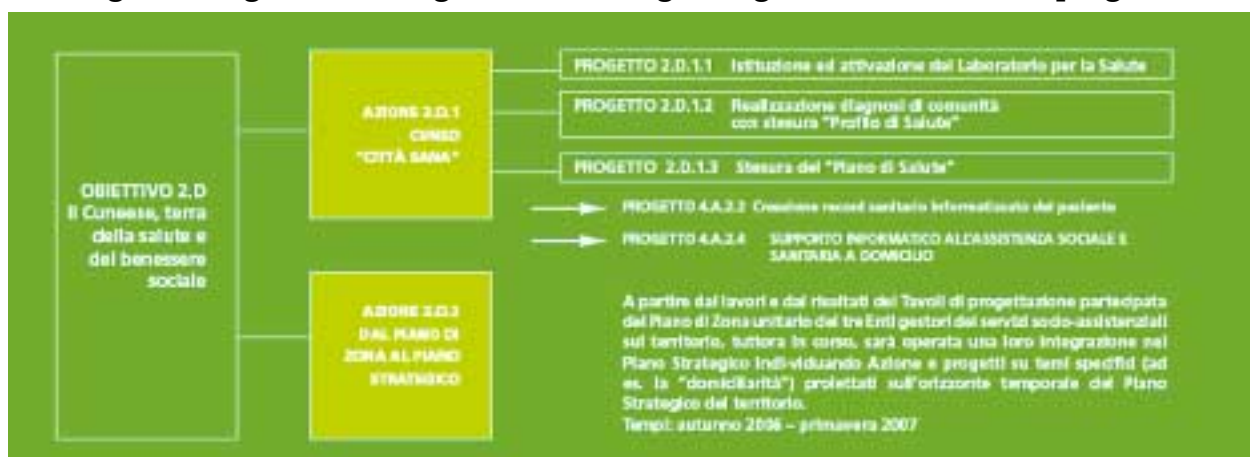 OBIETTIVO 2.D
Il Cuneese, terra
della salute e
del benessere
sociale
AZIONE 2.D.1
CUNEO
"CITTÀ SANA"
PROGETTO 2.D.1.1 Istituzione ed attivazione del Laboratorio per la Salute
PROGETTO 2.D.1.2 Realizzazione diagnosi di comunità
con stesura "Profilo di Salute"
PROGETTO 2.D.1.3 Stesura del "Piano di Salute"
PROGETTO 4.A.2.3 Creazione record sanitario informatizzato del paziente
PROGETTO 4.A.2.4 SUPPORTO INFORMATICO ALL'ASSISTENZA SOCIALE E
SANITARIA A DOMICILIO
AZIONE 2.D.2
DAL PIANO DI
ZONA AL PIANO
STRATEGICO
A partire dai lavori e dai risultati dei Tavoli di progettazione partecipata
del Piano di Zona unitario dei tre Enti gestori dei servizi socio-assistenziali
sul territorio, tuttora in corso, sarà operata una loro integrazione nel
Piano Strategico indi-viduando Azione e progetti su temi specifici (ad
es. la "domiciliarità") proiettati sull'orizzonte temporale del Piano
Strategico del territorio.
Tempi: autunno 2006 – primavera 2007